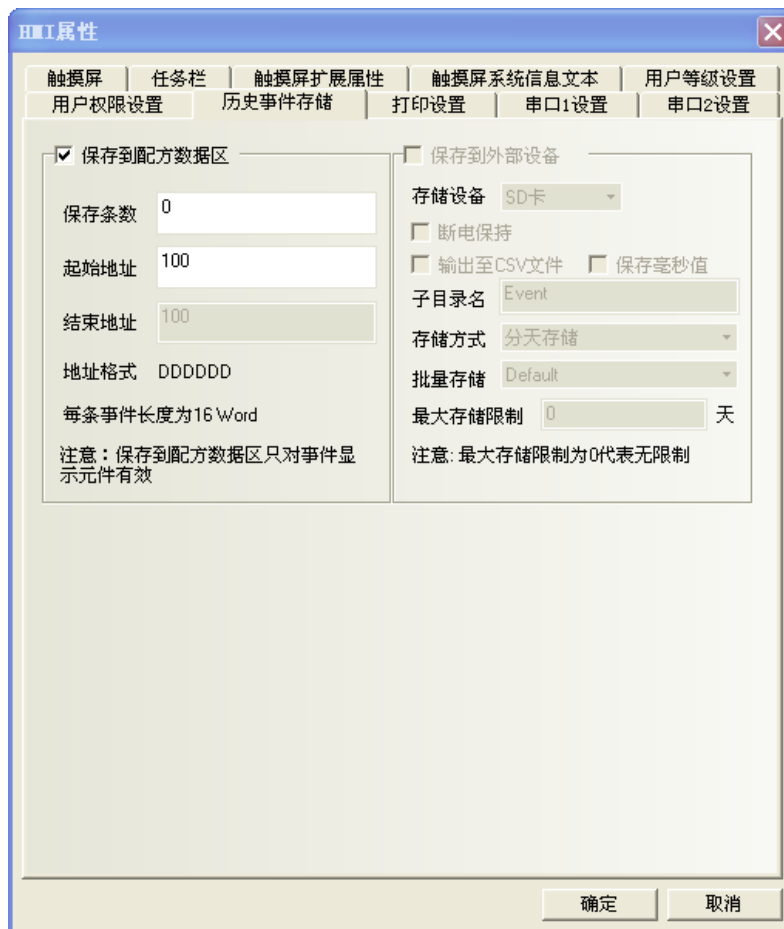 HMI属性
触摸屏 任务栏 触摸屏扩展属性 触摸屏系统信息文本 用户等级设置
用户权限设置 历史事件存储 打印设置 串口1设置 串口2设置
保存到配方数据区
保存条数 0
起始地址 100
结束地址 100
地址格式 DDDDDD
每条事件长度为16 Word
注意：保存到配方数据区只对事件显
示元件有效
保存到外部设备
存储设备 SD卡
断电保持
输出至CSV文件 保存毫秒值
子目录名 Event
存储方式 分天存储
批量存储 Default
最大存储限制 0 天
注意: 最大存储限制为0代表无限制
确定 取消